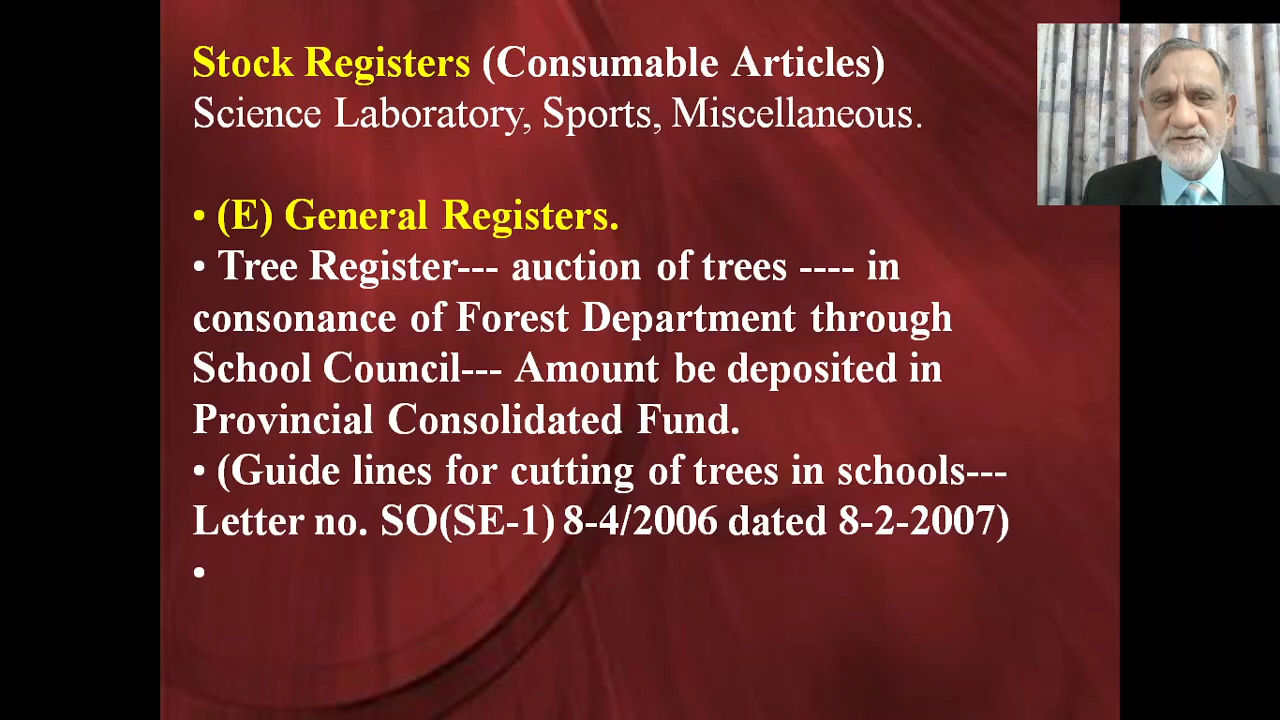 Stock Registers (Consumable Articles)
Science Laboratory, Sports, Miscellaneous.
• (E) General Registers.
• Tree Register--- auction of trees ---- in
consonance of Forest Department through
School Council--- Amount be deposited in
Provincial Consolidated Fund.
• (Guide lines for cutting of trees in schools---
Letter no. SO(SE-1) 8-4/2006 dated 8-2-2007)
•